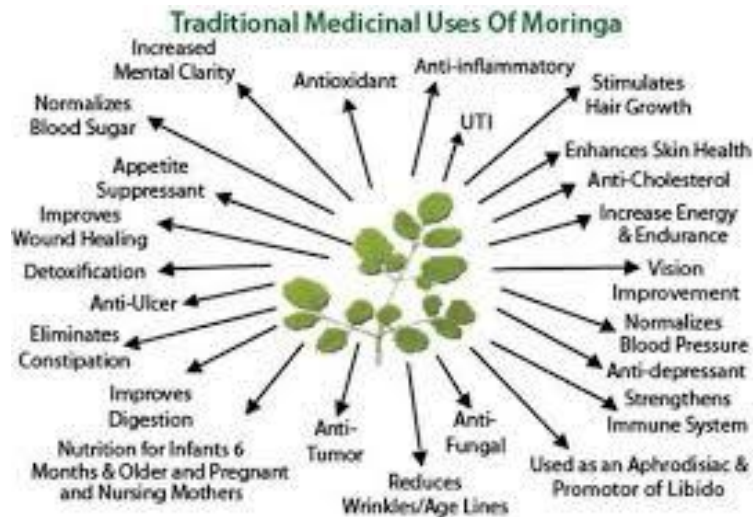 Traditional Medicinal Uses Of Moringa
Increased
Mental Clarity
Antioxidant
Anti-inflammatory
Stimulates
Hair Growth
Normalizes
Blood Sugar
UTI
Appetite
Suppressant
Enhances Skin Health
Anti-Cholesterol
Improves
Wound Healing
Increase Energy
& Endurance
Detoxification
Vision
Improvement
Anti-Ulcer
Normalizes
Blood Pressure
Eliminates
Constipation
Anti-depressant
Improves
Digestion
Strengthens
Immune System
Nutrition for Infants 6
Months & Older and Pregnant
and Nursing Mothers
Anti-
Tumor
Reduces
Wrinkles/Age Lines
Anti-
Fungal
Used as an Aphrodisiac &
Promotor of Libido